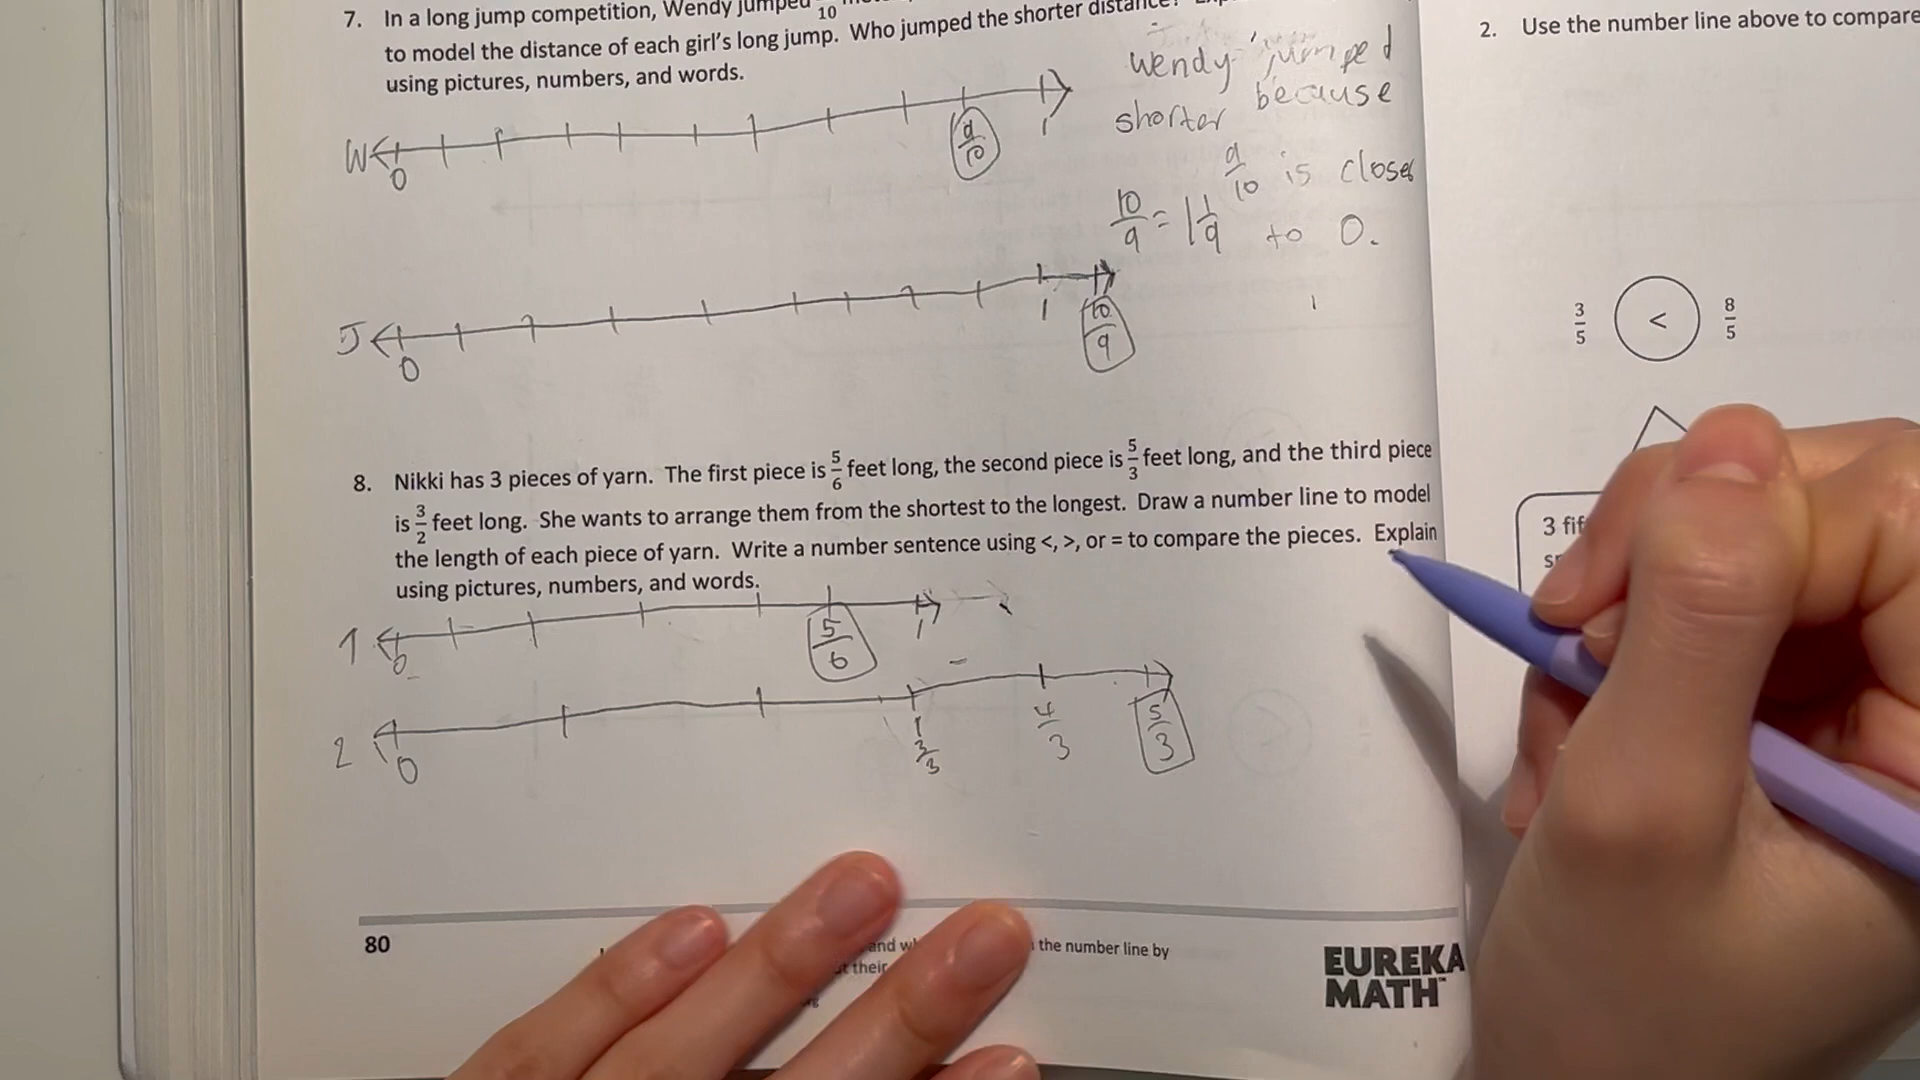 7. In a long jump competition, Wendy jumped 10
to model the distance of each girl's long jump. Who jumped the shorter distance?
using pictures, numbers, and words.
Wendy jumped
shorter because
9/10 is closer
10/9 = 1 1/9 to 0.
W 0 9/10 1
J 0 1 10/9
8. Nikki has 3 pieces of yarn. The first piece is 5/6 feet long, the second piece is 5/3 feet long, and the third piece
is 3/2 feet long. She wants to arrange them from the shortest to the longest. Draw a number line to model
the length of each piece of yarn. Write a number sentence using <, >, or = to compare the pieces. Explain
using pictures, numbers, and words.
1 0 5/6 1
2 0 1 3/3 4/3 5/3
80
and the number line by
their
EUREKA
MATH™
2. Use the number line above to compare
3/5 < 8/5
3